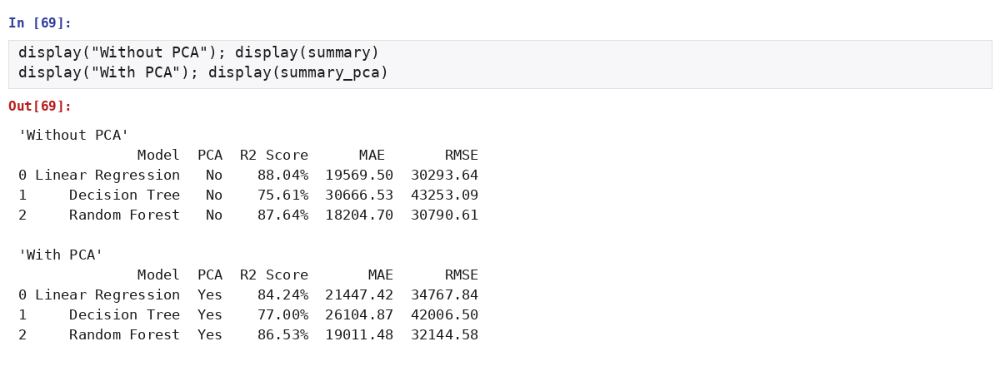 In [69]:
display("Without PCA"); display(summary)
display("With PCA"); display(summary_pca)
Out[69]:
'Without PCA'
Model PCA R2 Score MAE RMSE
0 Linear Regression No 88.04% 19569.50 30293.64
1 Decision Tree No 75.61% 30666.53 43253.09
2 Random Forest No 87.64% 18204.70 30790.61
'With PCA'
Model PCA R2 Score MAE RMSE
0 Linear Regression Yes 84.24% 21447.42 34767.84
1 Decision Tree Yes 77.00% 26104.87 42006.50
2 Random Forest Yes 86.53% 19011.48 32144.58